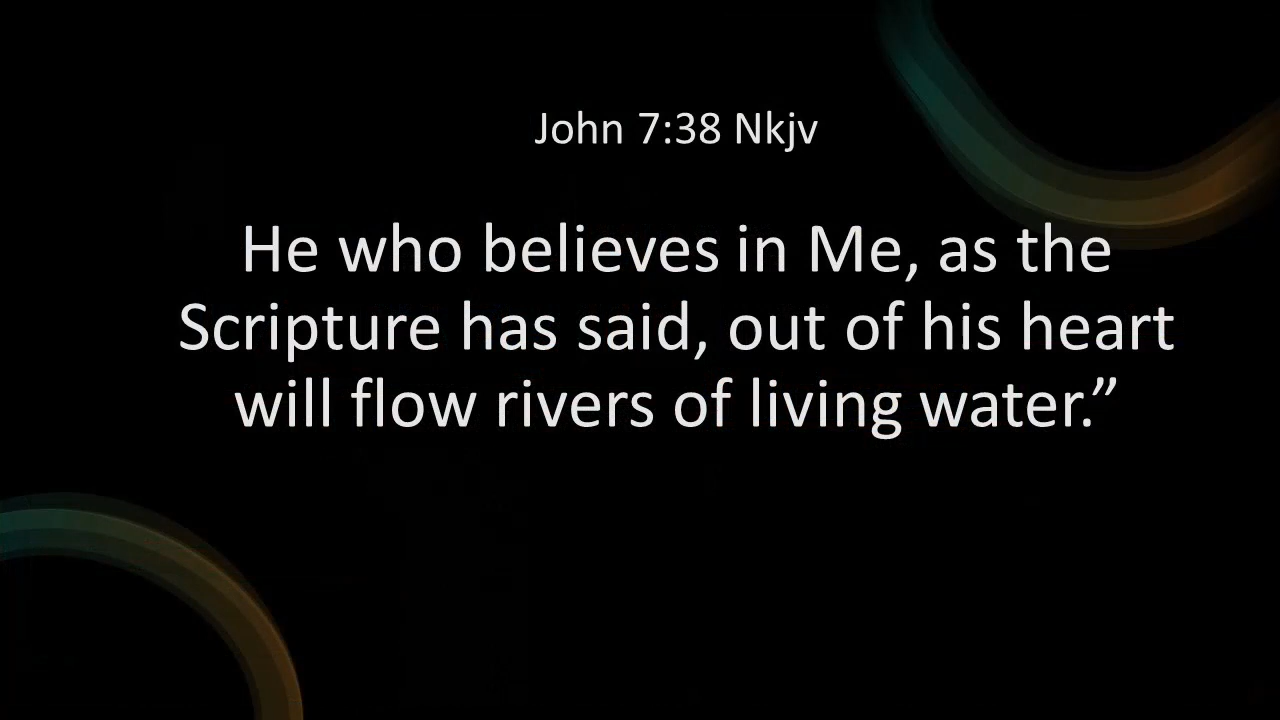 John 7:38 Nkjv
He who believes in Me, as the
Scripture has said, out of his heart
will flow rivers of living water.”